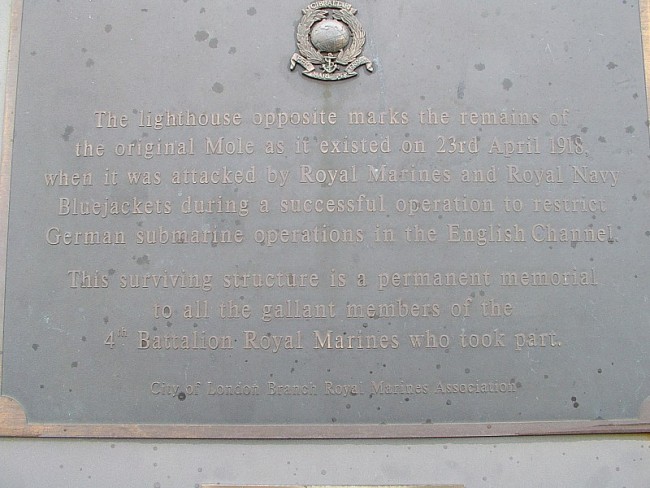 GIBRALTAR
The lighthouse opposite marks the remains of
the original Mole as it existed on 23rd April 1918,
when it was attacked by Royal Marines and Royal Navy
Bluejackets during a successful operation to restrict
German submarine operations in the English Channel.
This surviving structure is a permanent memorial
to all the gallant members of the
4th Battalion Royal Marines who took part.
City of London Branch Royal Marines Association